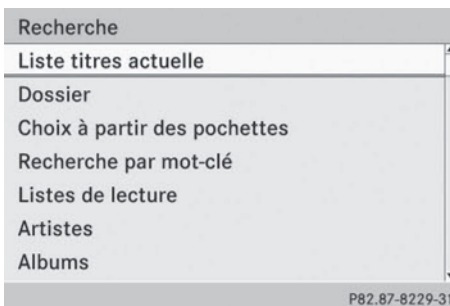 Recherche
Liste titres actuelle
Dossier
Choix à partir des pochettes
Recherche par mot-clé
Listes de lecture
Artistes
Albums
P82.87-8229-31